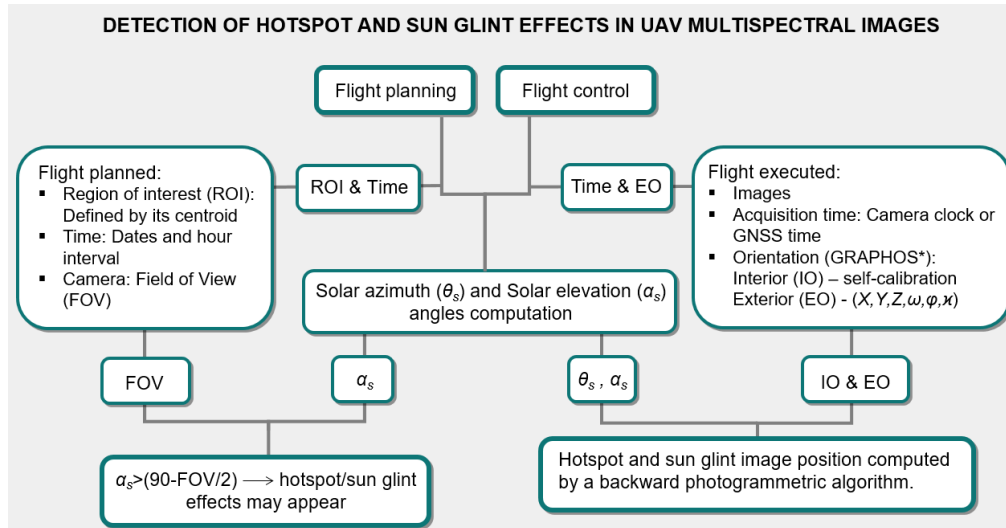 DETECTION OF HOTSPOT AND SUN GLINT EFFECTS IN UAV MULTISPECTRAL IMAGES
Flight planning
Flight control
Flight planned:
▪ Region of interest (ROI):
Defined by its centroid
▪ Time: Dates and hour
interval
▪ Camera: Field of View
(FOV)
ROI & Time
Time & EO
Flight executed:
▪ Images
▪ Acquisition time: Camera clock or
GNSS time
▪ Orientation (GRAPHOS*):
Interior (IO) – self-calibration
Exterior (EO) - (X,Y,Z,ω,φ,ϰ)
Solar azimuth (θs) and Solar elevation (αs)
angles computation
FOV
αs
θs , αs
IO & EO
αs>(90-FOV/2) ⟶ hotspot/sun glint
effects may appear
Hotspot and sun glint image position computed
by a backward photogrammetric algorithm.